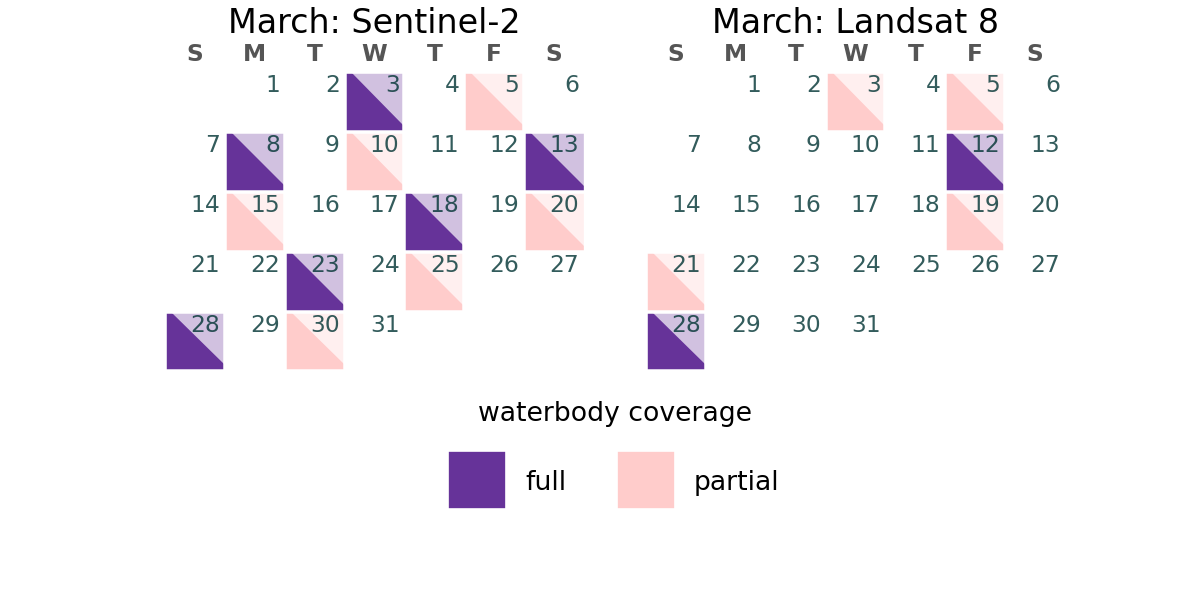 March: Sentinel-2
S M T W T F S
1 2 3 4 5 6
7 8 9 10 11 12 13
14 15 16 17 18 19 20
21 22 23 24 25 26 27
28 29 30 31
March: Landsat 8
S M T W T F S
1 2 3 4 5 6
7 8 9 10 11 12 13
14 15 16 17 18 19 20
21 22 23 24 25 26 27
28 29 30 31
waterbody coverage
full partial